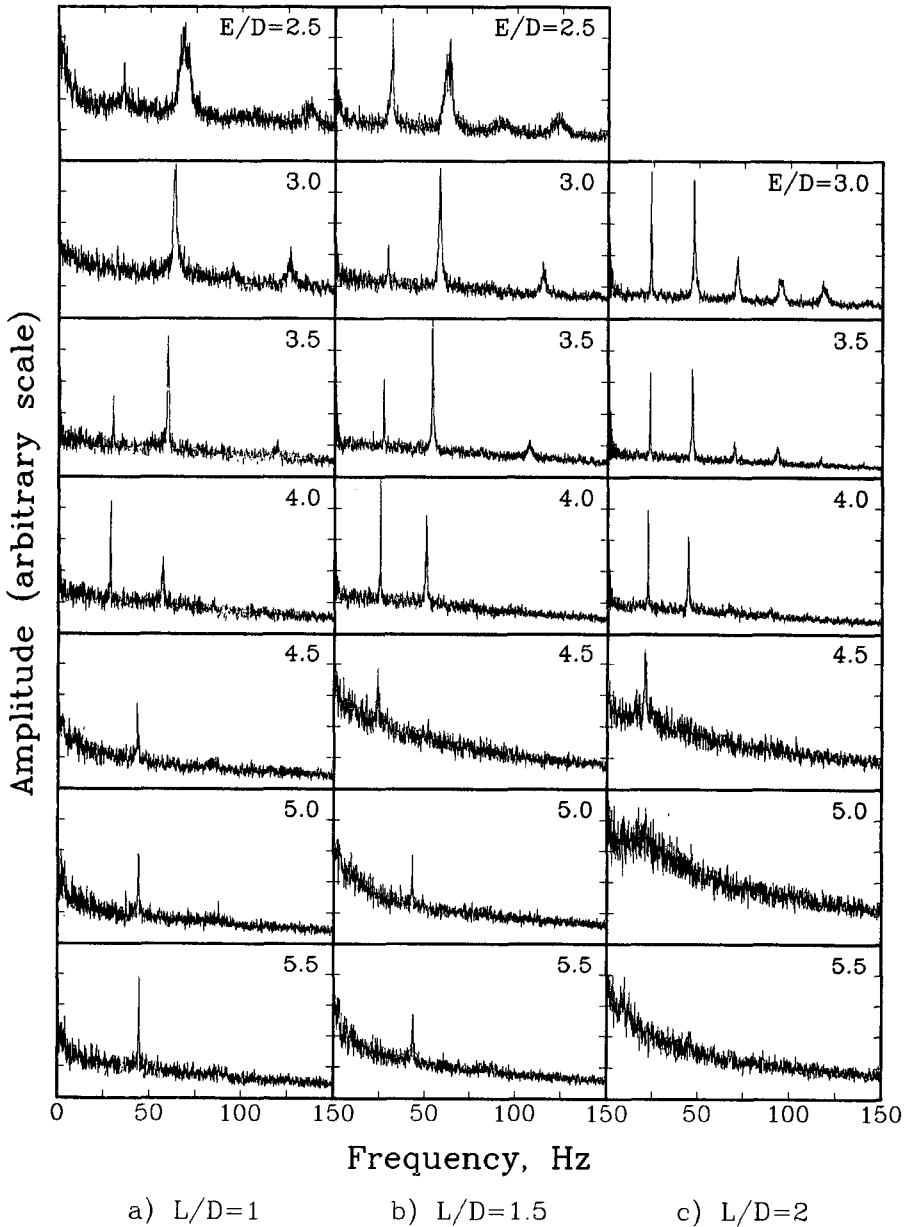 E/D=2.5 E/D=2.5
3.0 3.0 E/D=3.0
3.5 3.5 3.5
4.0 4.0 4.0
4.5 4.5 4.5
5.0 5.0 5.0
5.5 5.5 5.5
Amplitude (arbitrary scale)
0 50 100 150 50 100 150 50 100 150
Frequency, Hz
a) L/D=1 b) L/D=1.5 c) L/D=2